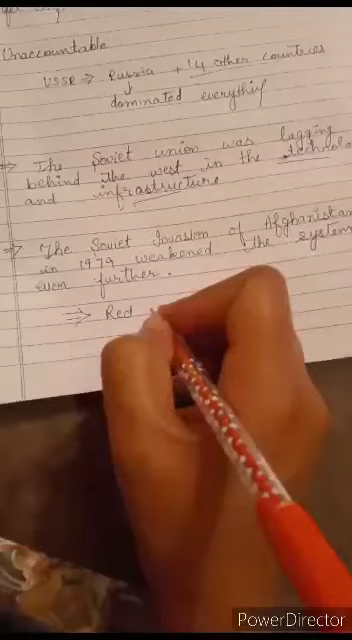 Unaccountable
USSR ⇒ Russia + 14 other countries
↓
dominated everything
⇒ The Soviet union was lagging
behind the west in the technolo
and infrastructure
⇒ The Soviet Invasion of Afghanistan
in 1979 weakened the system
even further.
⇒ Red
PowerDirector